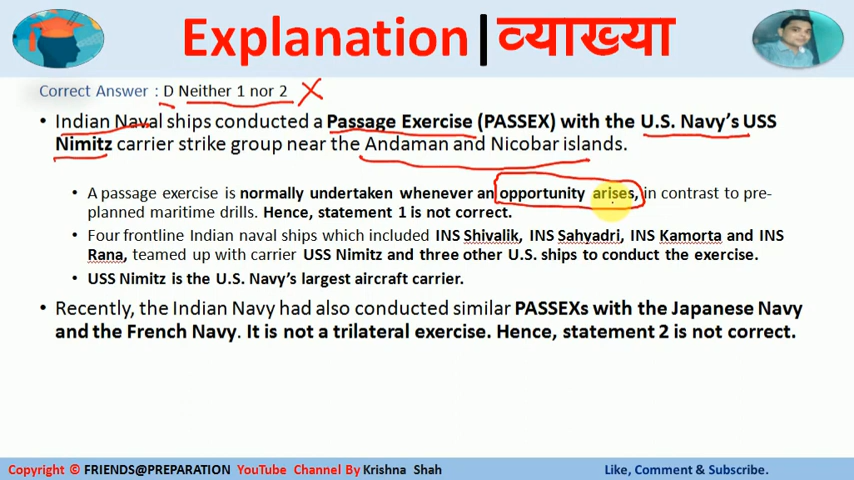 Explanation|व्याख्या
Correct Answer : D Neither 1 nor 2
• Indian Naval ships conducted a Passage Exercise (PASSEX) with the U.S. Navy's USS
Nimitz carrier strike group near the Andaman and Nicobar islands.
• A passage exercise is normally undertaken whenever an opportunity arises, in contrast to pre-
planned maritime drills. Hence, statement 1 is not correct.
• Four frontline Indian naval ships which included INS Shivalik, INS Sahyadri, INS Kamorta and INS
Rana, teamed up with carrier USS Nimitz and three other U.S. ships to conduct the exercise.
• USS Nimitz is the U.S. Navy's largest aircraft carrier.
• Recently, the Indian Navy had also conducted similar PASSEXs with the Japanese Navy
and the French Navy. It is not a trilateral exercise. Hence, statement 2 is not correct.
Copyright © FRIENDS@PREPARATION YouTube Channel By Krishna Shah
Like, Comment & Subscribe.